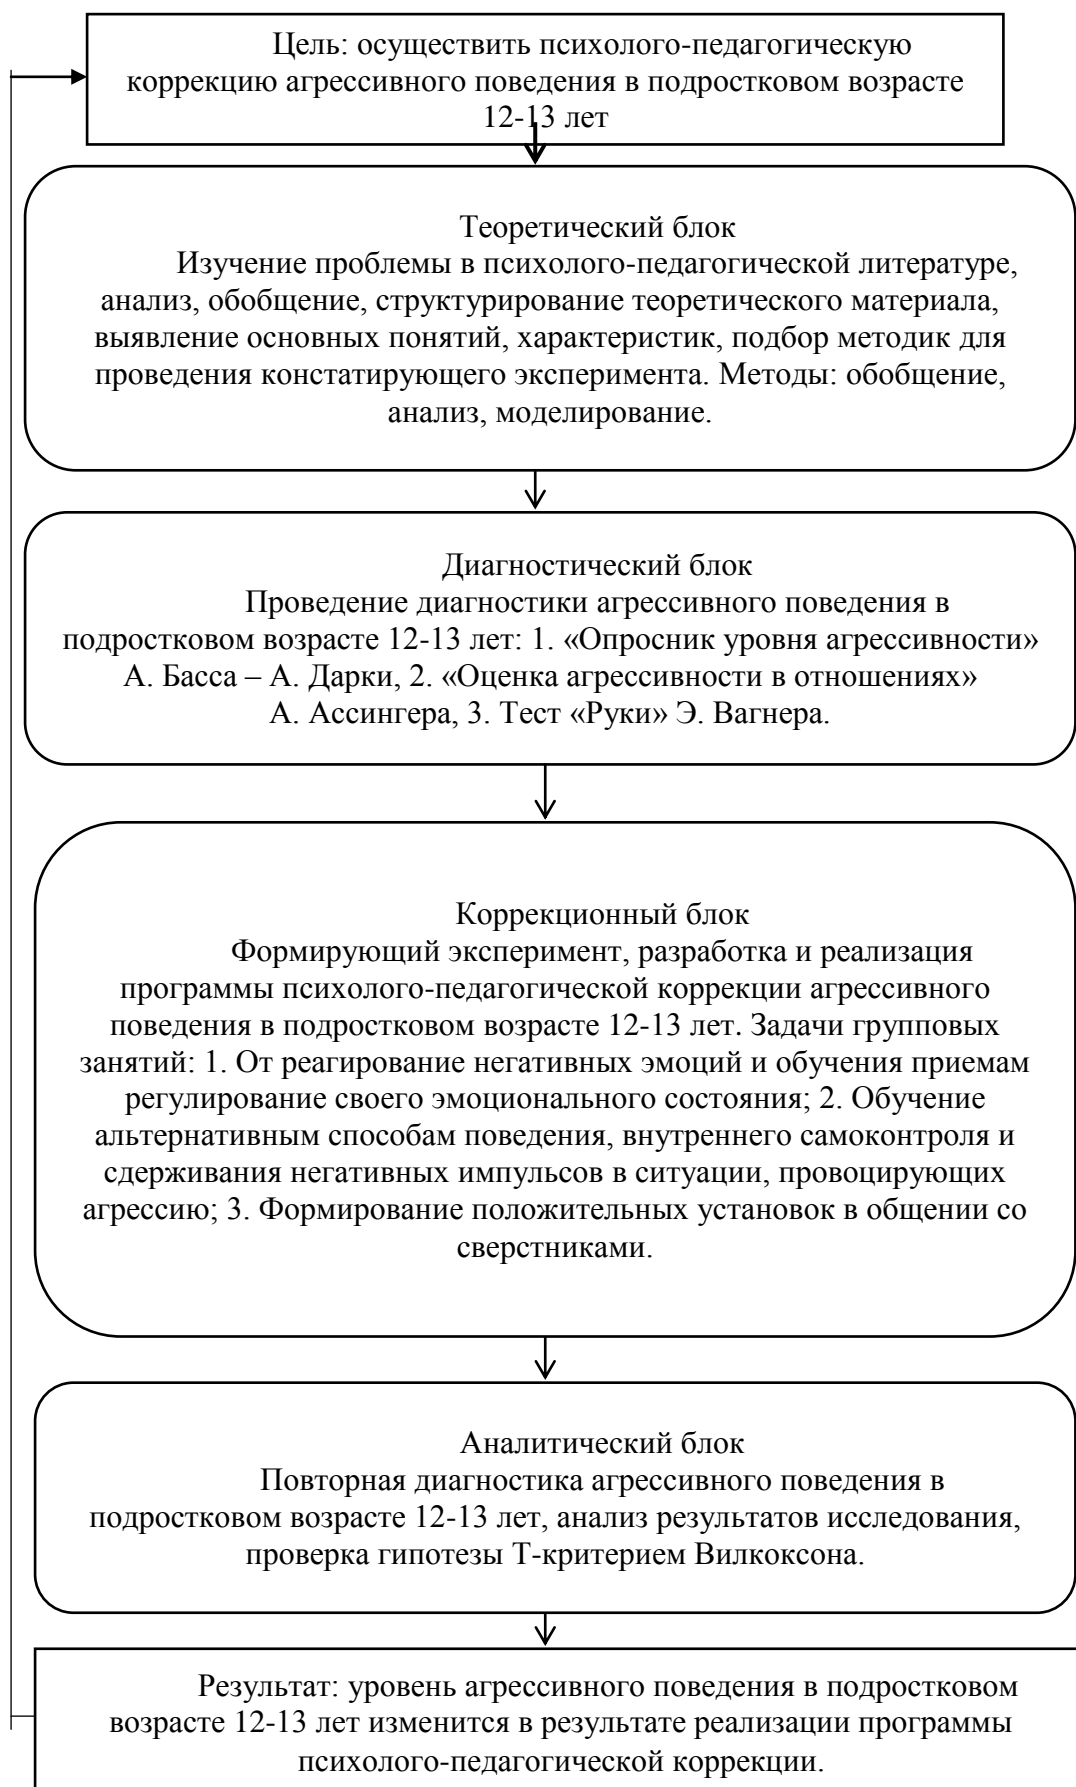 Цель: осуществить психолого-педагогическую
коррекцию агрессивного поведения в подростковом возрасте
12-13 лет
Теоретический блок
Изучение проблемы в психолого-педагогической литературе,
анализ, обобщение, структурирование теоретического материала,
выявление основных понятий, характеристик, подбор методик для
проведения констатирующего эксперимента. Методы: обобщение,
анализ, моделирование.
Диагностический блок
Проведение диагностики агрессивного поведения в
подростковом возрасте 12-13 лет: 1. «Опросник уровня агрессивности»
А. Басса – А. Дарки, 2. «Оценка агрессивности в отношениях»
А. Ассингера, 3. Тест «Руки» Э. Вагнера.
Коррекционный блок
Формирующий эксперимент, разработка и реализация
программы психолого-педагогической коррекции агрессивного
поведения в подростковом возрасте 12-13 лет. Задачи групповых
занятий: 1. От реагирование негативных эмоций и обучения приемам
регулирование своего эмоционального состояния; 2. Обучение
альтернативным способам поведения, внутреннего самоконтроля и
сдерживания негативных импульсов в ситуации, провоцирующих
агрессию; 3. Формирование положительных установок в общении со
сверстниками.
Аналитический блок
Повторная диагностика агрессивного поведения в
подростковом возрасте 12-13 лет, анализ результатов исследования,
проверка гипотезы Т-критерием Вилкоксона.
Результат: уровень агрессивного поведения в подростковом
возрасте 12-13 лет изменится в результате реализации программы
психолого-педагогической коррекции.